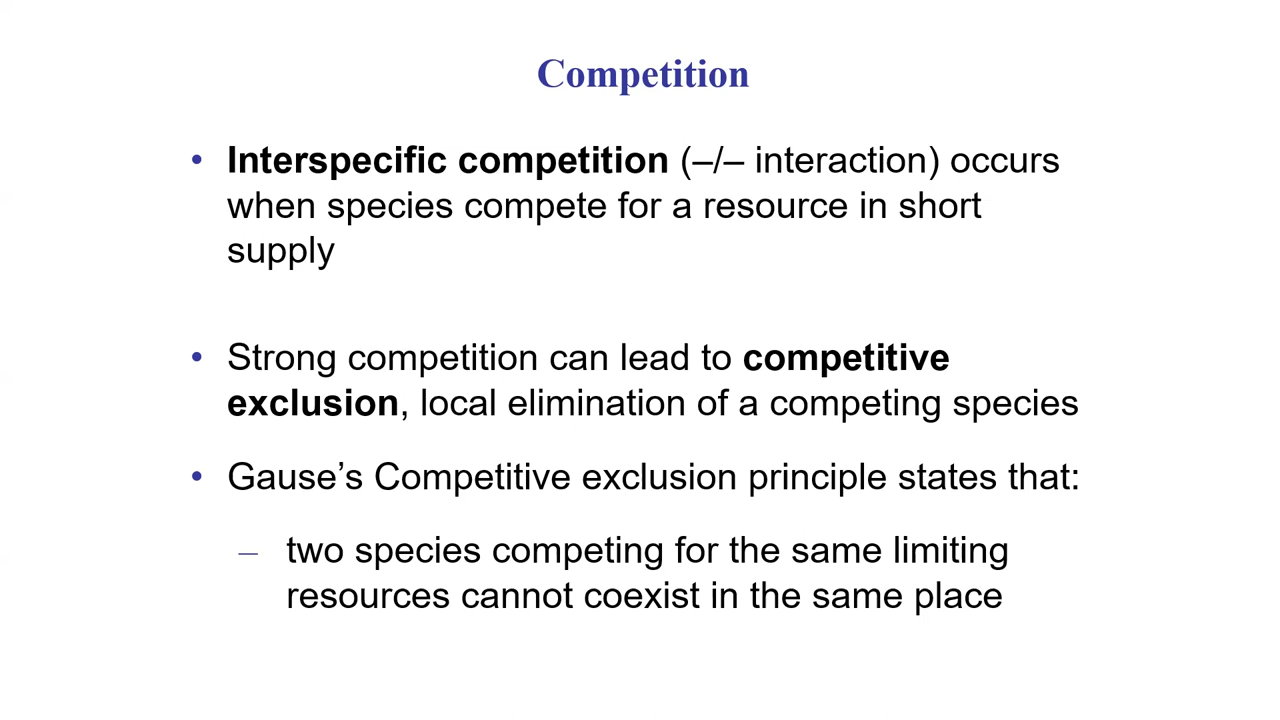 Competition
• Interspecific competition (–/– interaction) occurs
when species compete for a resource in short
supply
• Strong competition can lead to competitive
exclusion, local elimination of a competing species
• Gause’s Competitive exclusion principle states that:
– two species competing for the same limiting
resources cannot coexist in the same place